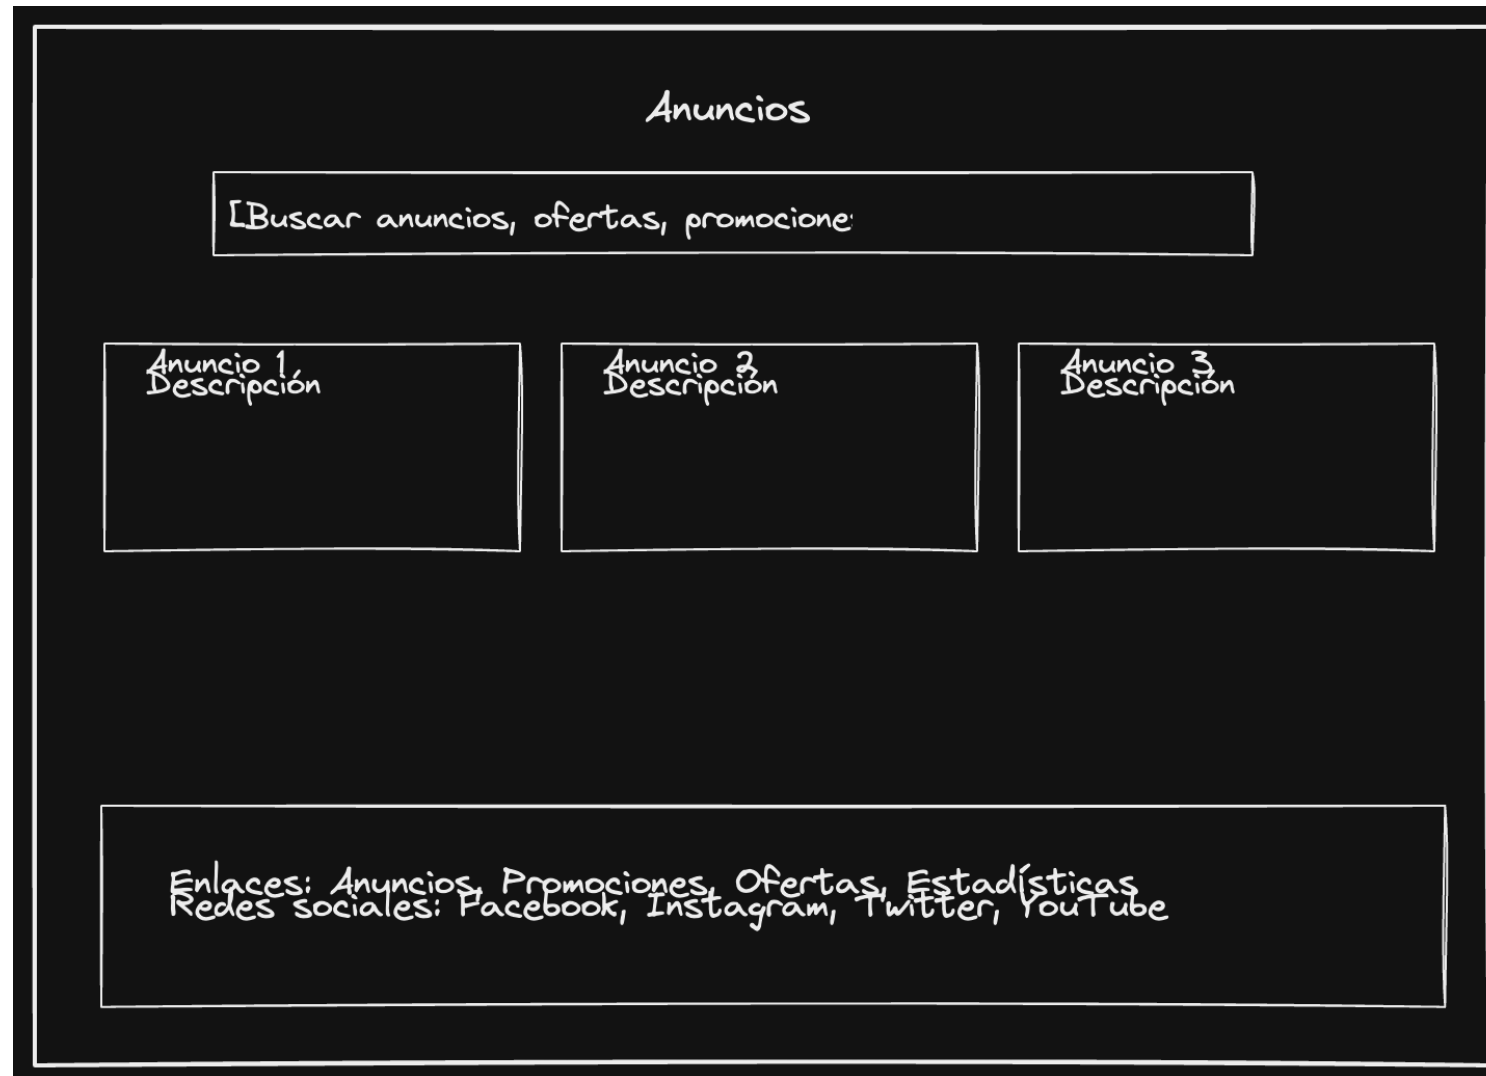 Anuncios
[Buscar anuncios, ofertas, promocione
Anuncio 1
Descripción
Anuncio 2
Descripción
Anuncio 3
Descripción
Enlaces: Anuncios, Promociones, Ofertas, Estadísticas
Redes sociales: Facebook, Instagram, Twitter, YouTube